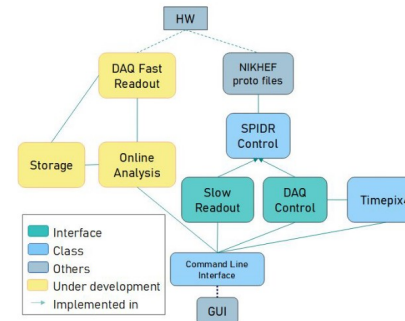 HW
DAQ Fast
Readout
NIKHEF
proto files
SPIDR
Control
Storage
Online
Analysis
Slow
Readout
DAQ
Control
Timepix4
Interface
Class
Others
Under development
Implemented in
Command Line
Interface
GUI